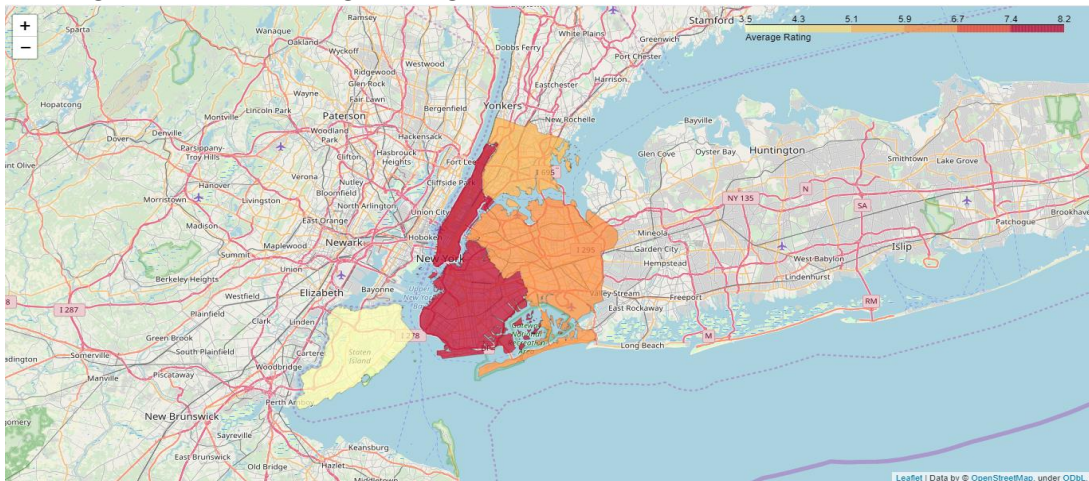 +
−
3.5 4.3 5.1 5.9 6.7 7.4 8.2
Average Rating
Sparta
Wanaque
Ramsey
Stamford
White Plains
Greenwich
Dobbs Ferry
Oakland
Wyckoff
Port Chester
Ridgewood
Westwood
Glen Rock
Eastchester
Harrison
Wayne
Fair Lawn
Hopatcong
Lincoln Park
Bergenfield
Yonkers
Montville
Paterson
New Rochelle
Bayville
Denville
Woodland Park
Hackensack
Dover
Parsippany-Troy Hills
Clifton
Hasbrouck Heights
Fort Lee
Glen Cove
Oyster Bay
Huntington
Smithtown
Lake Grove
Verona
Nutley
Cliffside Park
I 695
Hanover
Bloomfield
Livingston
North Arlington
Morristown
Union City
NY 135
N
SA
East Orange
Hoboken
Mineola
Patchogue
Brookhav
Madison
Newark
Garden City
Islip
Maplewood
New York
I 295
Hempstead
West Babylon
Summit
Union
Lindenhurst
Berkeley Heights
Elizabeth
Bayonne
Valley Stream
Freeport
Westfield
East Rockaway
RM
I 287
Plainfield
Clark
Linden
I 278
M
Long Beach
Green Brook
Carteret
Staten Island
South Plainfield
Woodbridge
Manville
Piscataway
Perth Amboy
New Brunswick
Sayreville
East Brunswick
Keansburg
Old Bridge
Hazlet
Middletown
Leaflet | Data by © OpenStreetMap, under ODbL.